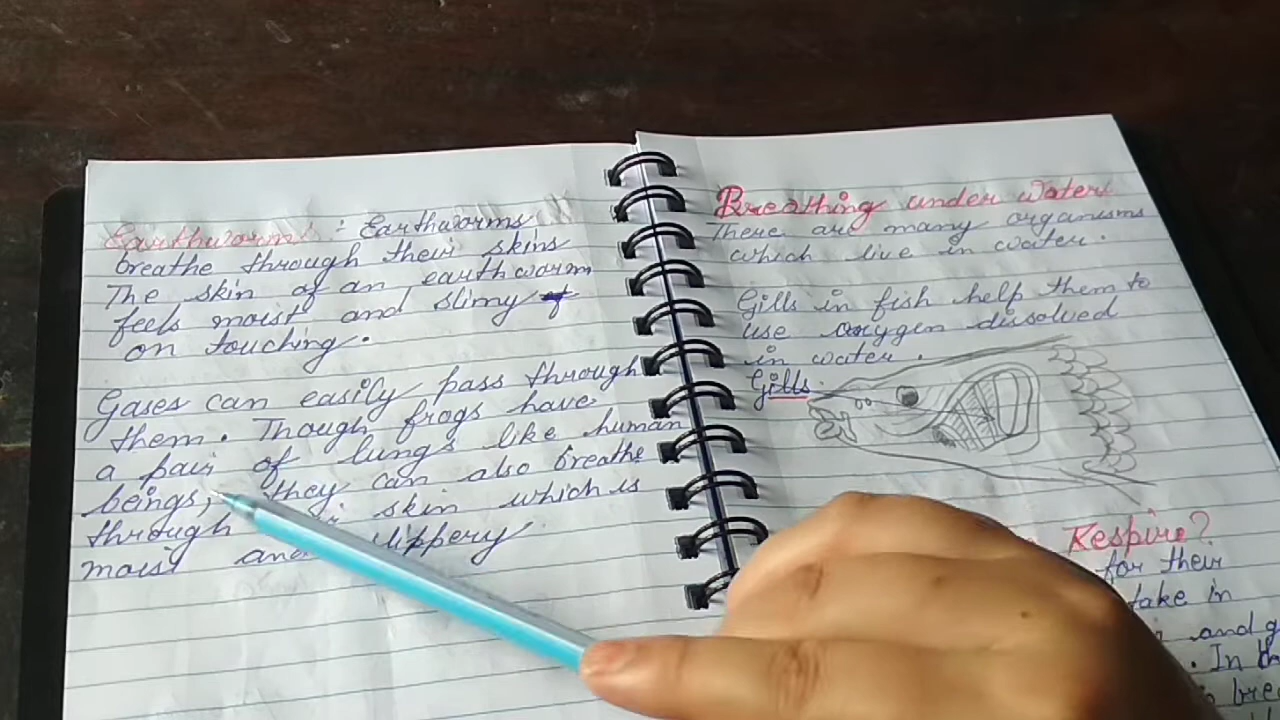 Earthworms : Earthworms
breathe through their skins
The skin of an earthworm
feels moist and slimy
on touching.
Gases can easily pass through
them. Though frogs have
a pair of lungs like human
beings, they can also breathe
through skin which is
moist and slippery
Breathing under water
There are many organisms
which live in water.
Gills in fish help them to
use oxygen dissolved
in water.
Gills
Respire?
for their
take in
and
. In